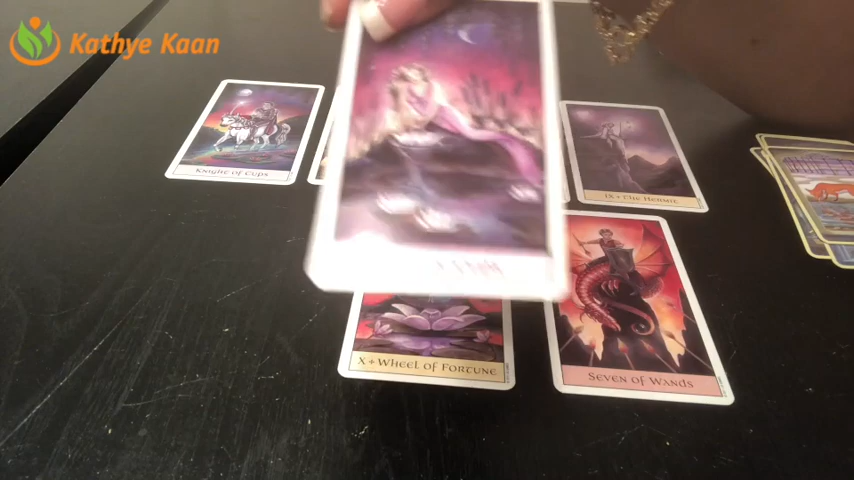 Kathye Kaan
Knight of Cups
IX + The Hermit
X + Wheel of Fortune
Seven of Wands